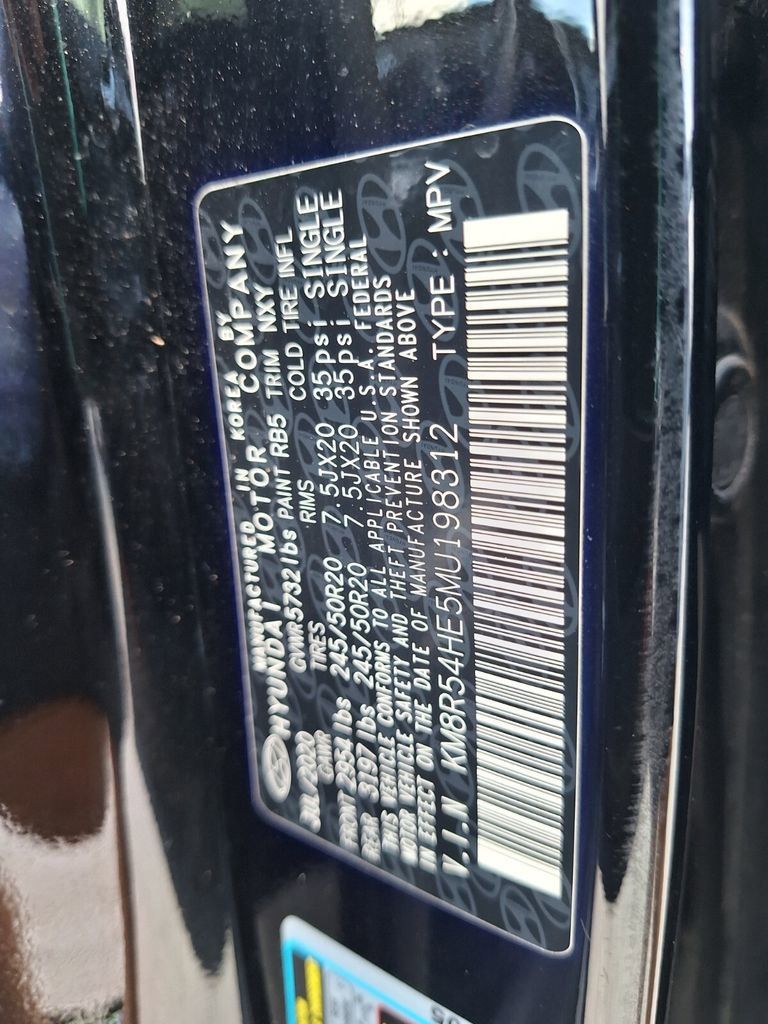 MANUFACTURED IN KOREA BY
HYUNDAI MOTOR COMPANY
GVWR 5732 lbs PAINT RB5 TRIM NXY
JUL 2020 TIRES RIMS COLD TIRE INFL
GAWR
FRONT 2954 lbs 245/50R20 7.5JX20 35psi SINGLE
REAR 3197 lbs 245/50R20 7.5JX20 35psi SINGLE
THIS VEHICLE CONFORMS TO ALL APPLICABLE U.S.A. FEDERAL
MOTOR VEHICLE SAFETY AND THEFT PREVENTION STANDARDS
IN EFFECT ON THE DATE OF MANUFACTURE SHOWN ABOVE
V.I.N KM8R54HE5MU198312 TYPE : MPV